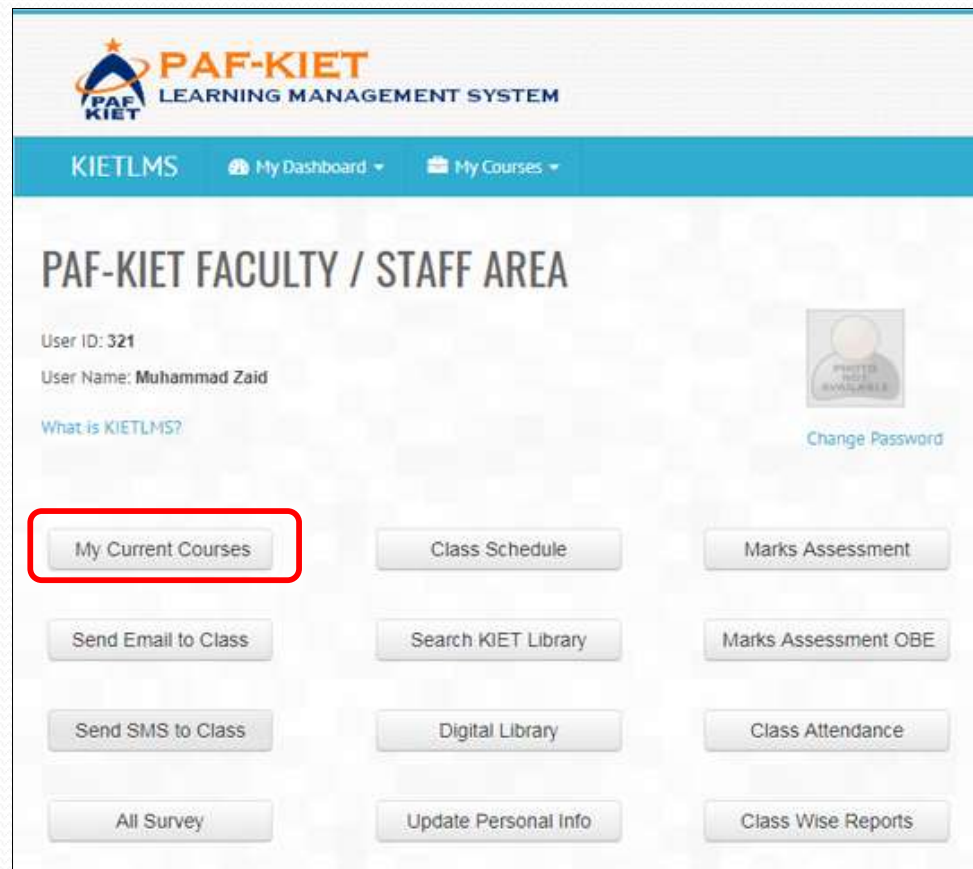 PAF-KIET
LEARNING MANAGEMENT SYSTEM
PAF
KIET
KIETLMS My Dashboard My Courses
PAF-KIET FACULTY / STAFF AREA
User ID: 321
User Name: Muhammad Zaid
PHOTO
NOT
AVAILABLE
What is KIETLMS?
Change Password
My Current Courses Class Schedule Marks Assessment
Send Email to Class Search KIET Library Marks Assessment OBE
Send SMS to Class Digital Library Class Attendance
All Survey Update Personal Info Class Wise Reports